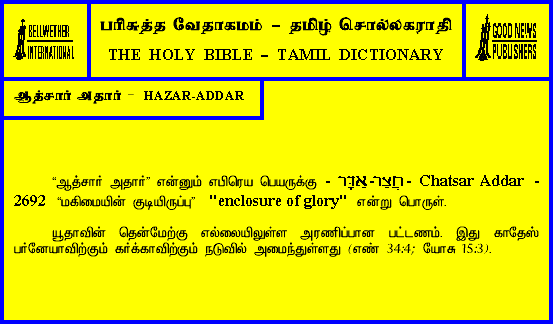 BELLWETHER
INTERNATIONAL
பரிசுத்த வேதாகமம் – தமிழ் சொல்லகராதி
THE HOLY BIBLE – TAMIL DICTIONARY
GOOD NEWS
PUBLISHERS
ஆத்சார் அதார் – HAZAR-ADDAR
“ஆத்சார் அதார்” என்னும் எபிரெய பெயருக்கு - חֲצַר-אַדָּר - Chatsar Addar -
2692 “மகிமையின் குடியிருப்பு” "enclosure of glory" என்று பொருள்.
யூதாவின் தென்மேற்கு எல்லையிலுள்ள அரணிப்பான பட்டணம். இது காதேஸ்
பர்னேயாவிற்கும் கர்க்காவிற்கும் நடுவில் அமைந்துள்ளது (எண் 34:4; யோசு 15:3).